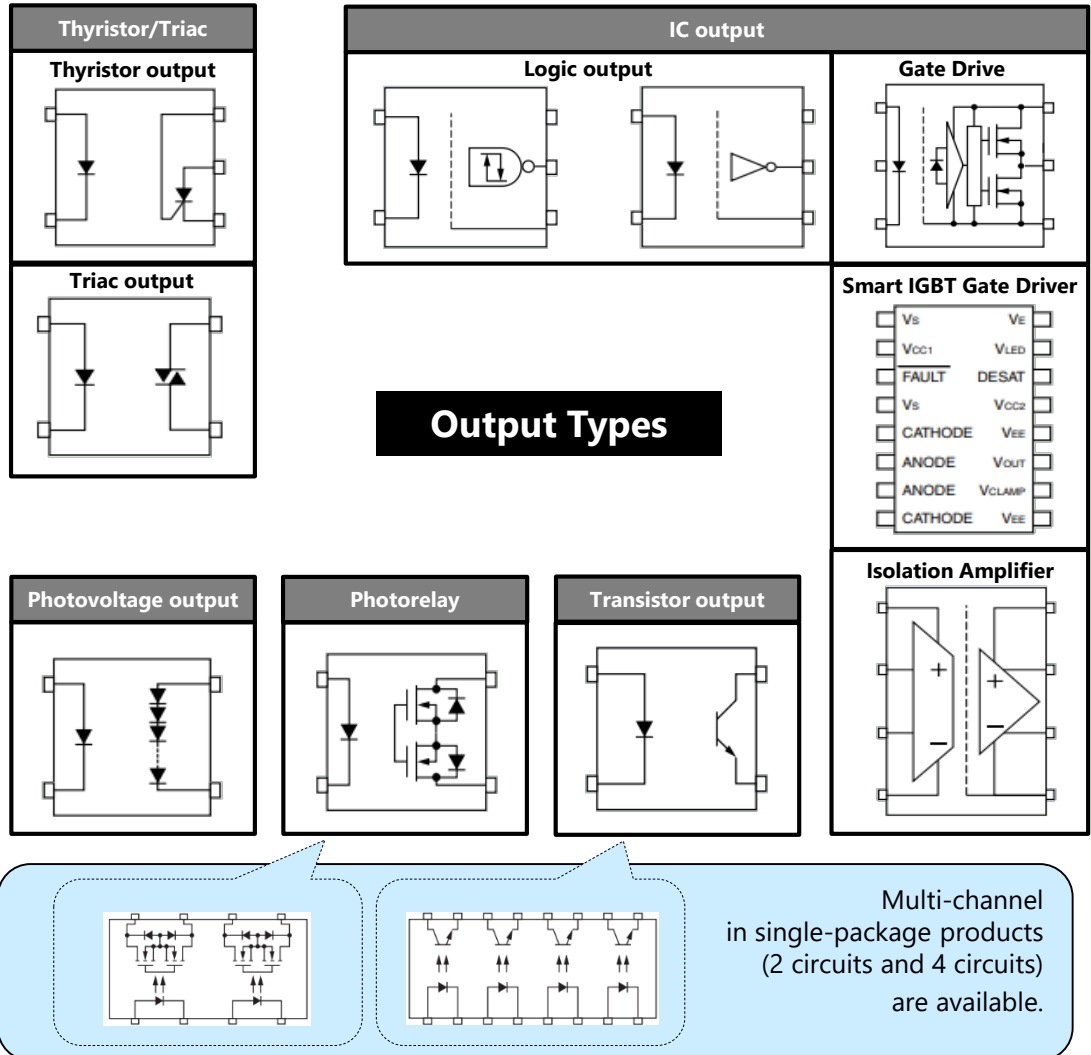 Thyristor/Triac
Thyristor output
Triac output
IC output
Logic output
Gate Drive
Smart IGBT Gate Driver
VS VE
VCC1 VLED
FAULT DESAT
VS VCC2
CATHODE VEE
ANODE VOUT
ANODE VCLAMP
CATHODE VEE
Isolation Amplifier
+ +
− −
Output Types
Photovoltage output
Photorelay
Transistor output
Multi-channel
in single-package products
(2 circuits and 4 circuits)
are available.